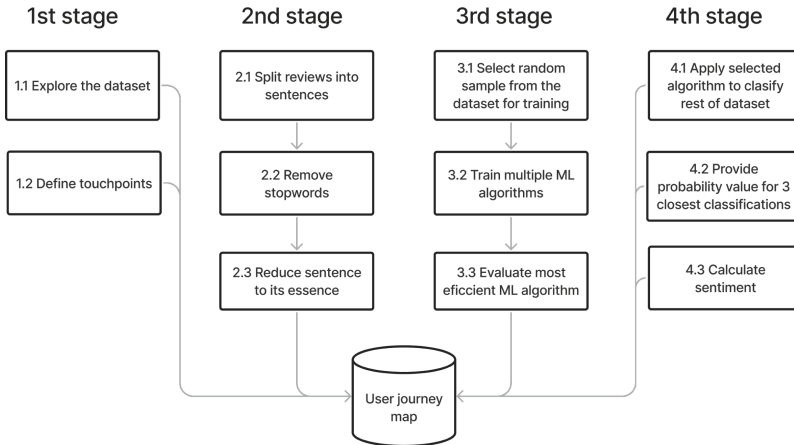 1st stage
1.1 Explore the dataset
1.2 Define touchpoints
2nd stage
2.1 Split reviews into
sentences
2.2 Remove
stopwords
2.3 Reduce sentence
to its essence
3rd stage
3.1 Select random
sample from the
dataset for training
3.2 Train multiple ML
algorithms
3.3 Evaluate most
eficcient ML algorithm
4th stage
4.1 Apply selected
algorithm to clasify
rest of dataset
4.2 Provide
probability value for 3
closest classifications
4.3 Calculate
sentiment
User journey
map